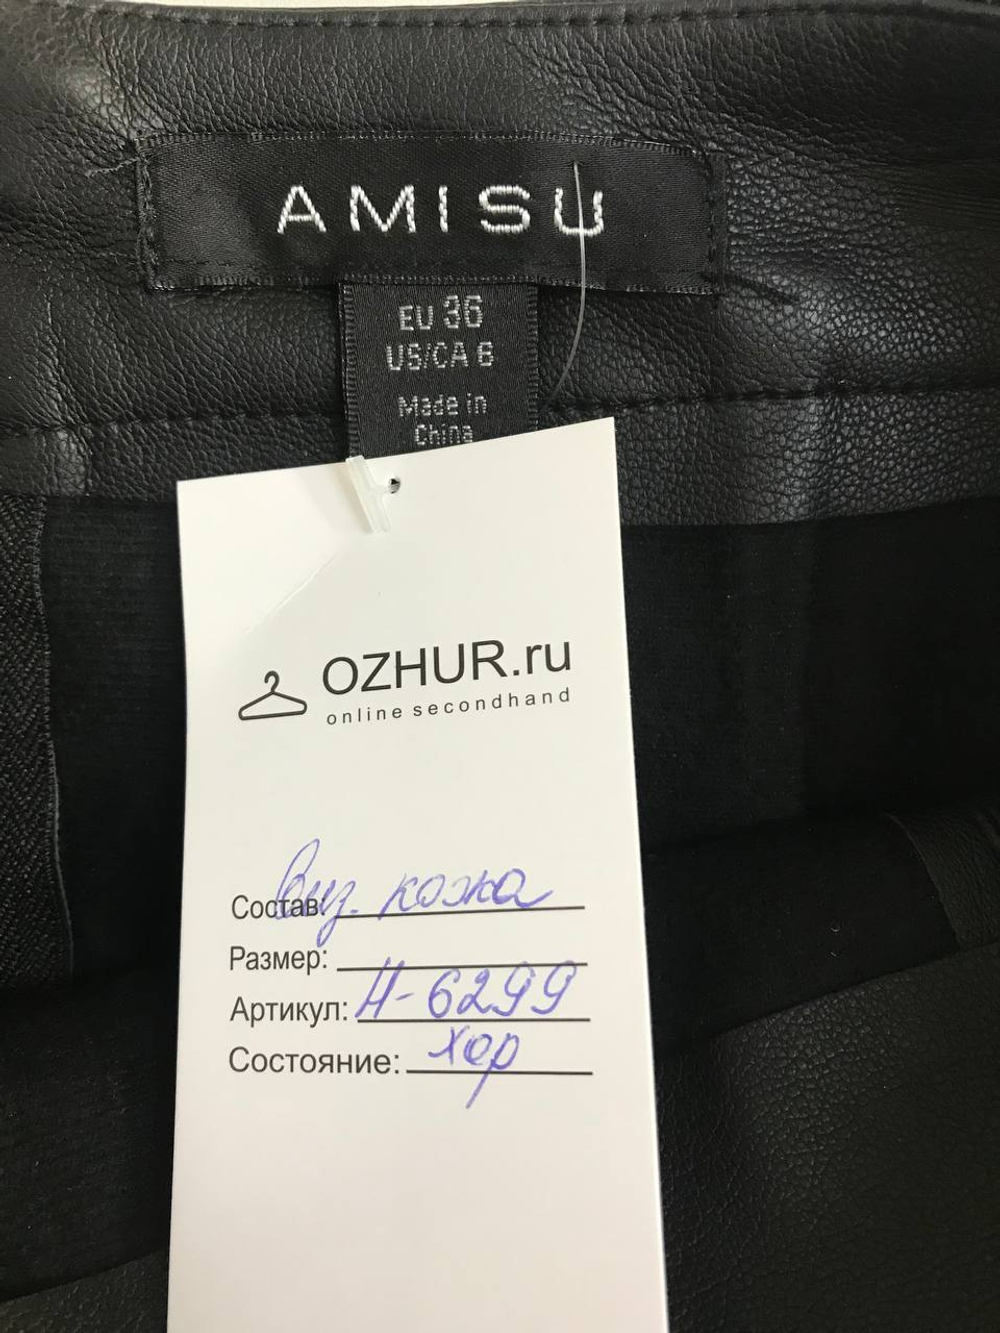 AMISU
EU 36
US/CA 6
Made in
China
OZHUR.ru
online secondhand
Состав: виз. кожа
Размер:
Артикул: Н-6299
Состояние: хор